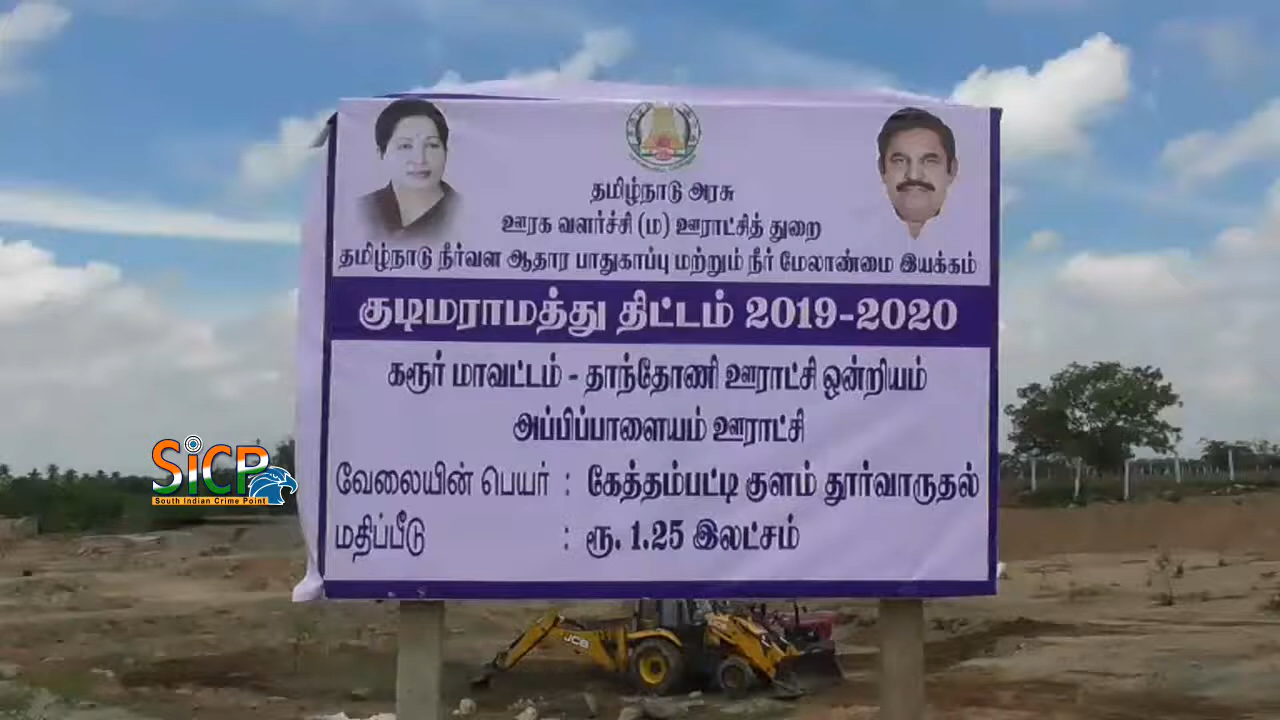 தமிழ்நாடு அரசு
ஊரக வளர்ச்சி (ம) ஊராட்சித் துறை
தமிழ்நாடு நீர்வள ஆதார பாதுகாப்பு மற்றும் நீர் மேலாண்மை இயக்கம்
குடிமராமத்து திட்டம் 2019-2020
கரூர் மாவட்டம் - தாந்தோணி ஊராட்சி ஒன்றியம்
அப்பிப்பாளையம் ஊராட்சி
வேலையின் பெயர் : கேத்தம்பட்டி குளம் தூர்வாருதல்
மதிப்பீடு : ரூ. 1.25 இலட்சம்
SiCP
South Indian Crime Point
JCB